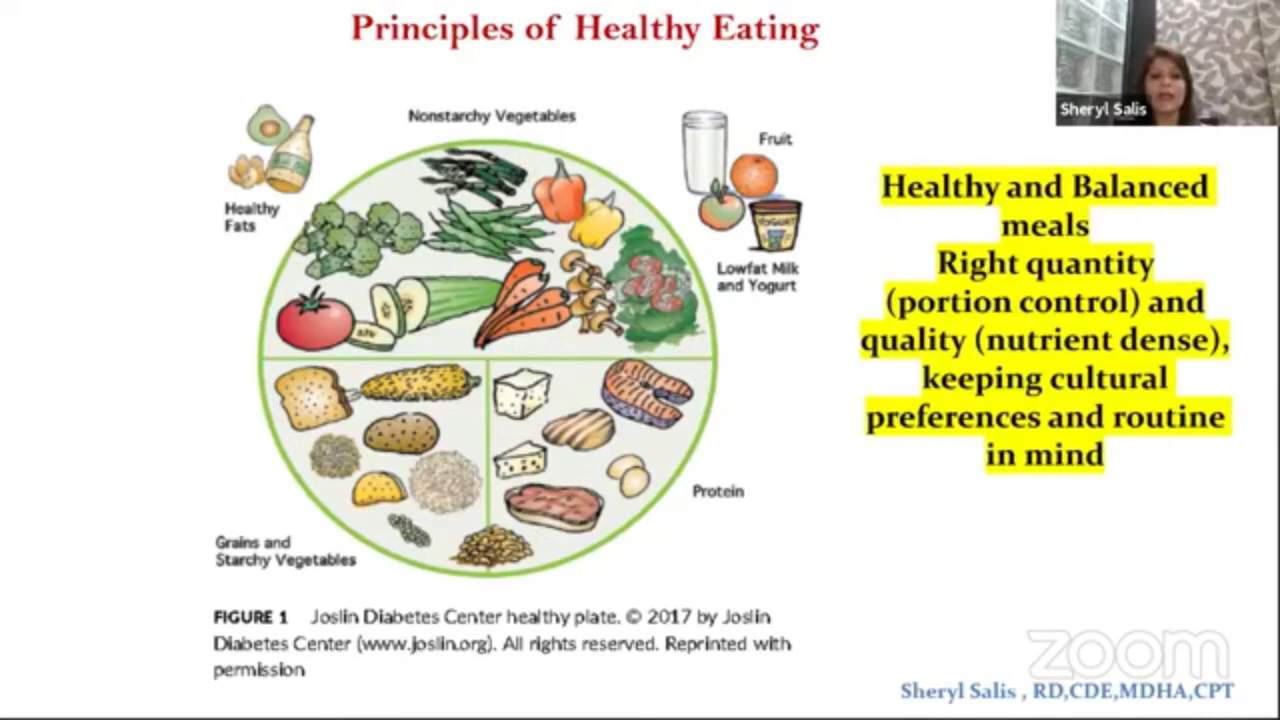 Principles of Healthy Eating
Sheryl Salis
Nonstarchy Vegetables
Healthy
Fats
Fruit
YOGURT
Lowfat Milk
and Yogurt
Protein
Grains and
Starchy Vegetables
Healthy and Balanced
meals
Right quantity
(portion control) and
quality (nutrient dense),
keeping cultural
preferences and routine
in mind
FIGURE 1 Joslin Diabetes Center healthy plate. © 2017 by Joslin
Diabetes Center (www.joslin.org). All rights reserved. Reprinted with
permission
zoom
Sheryl Salis , RD,CDE,MDHA,CPT